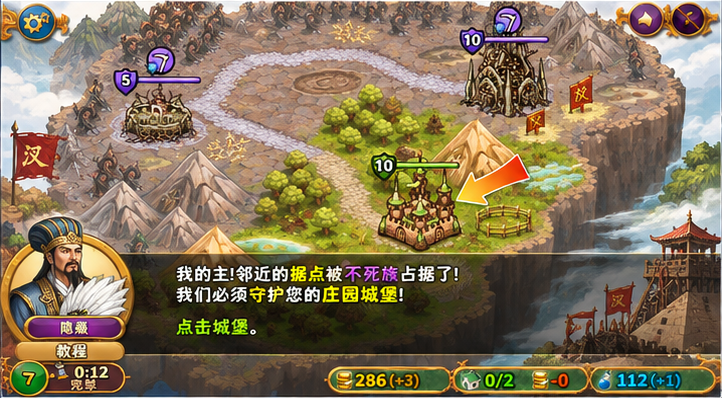 10
5
汉
汉
汉
10
我的主!邻近的据点被不死族占据了!
我们必须守护您的庄园城堡!
点击城堡。
教程
汉
7
0:12
286(+3)
0/2
-0
112(+1)